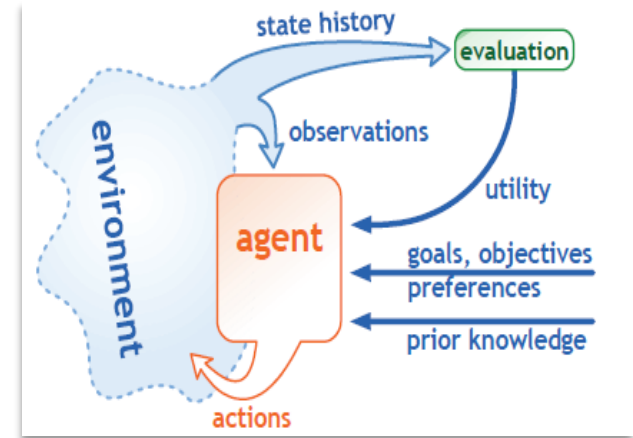 state history
evaluation
observations
environment
utility
agent
goals, objectives
preferences
prior knowledge
actions